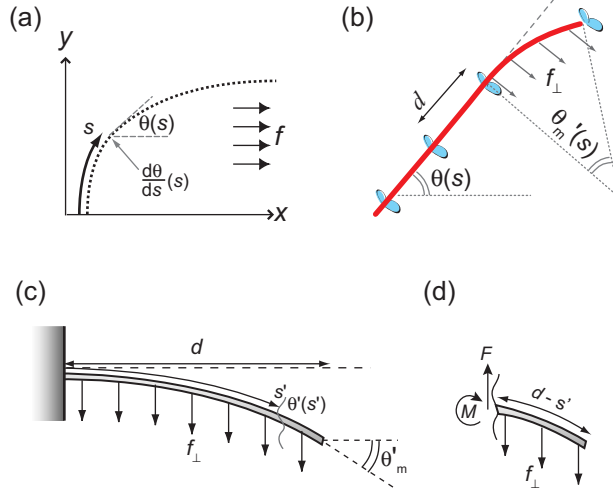 (a)
y
s
θ(s)
dθ
ds
(s)
f
x
(b)
d
f⊥
θm'(s)
θ(s)
(c)
d
s'
θ'(s')
f⊥
θ'm
(d)
F
M
d - s'
f⊥